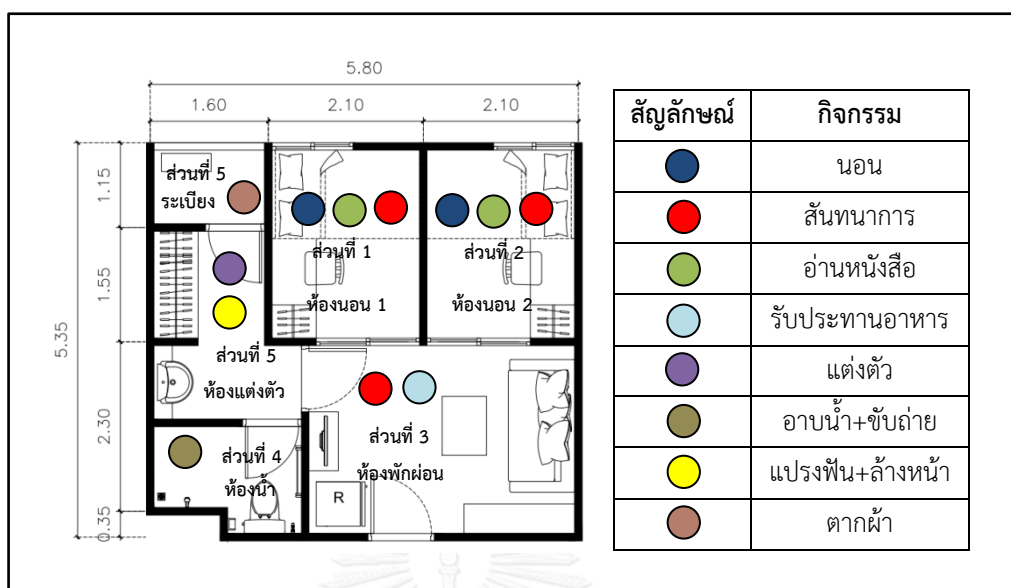 5.80
1.60 2.10 2.10
5.35
1.15
1.55
2.30
0.35
ส่วนที่ 5
ระเบียง
ส่วนที่ 1
ห้องนอน 1
ส่วนที่ 2
ห้องนอน 2
ส่วนที่ 5
ห้องแต่งตัว
ส่วนที่ 3
ห้องพักผ่อน
ส่วนที่ 4
ห้องน้ำ
R
สัญลักษณ์ กิจกรรม
นอน
สันทนาการ
อ่านหนังสือ
รับประทานอาหาร
แต่งตัว
อาบน้ำ+ขับถ่าย
แปรงฟัน+ล้างหน้า
ตากผ้า